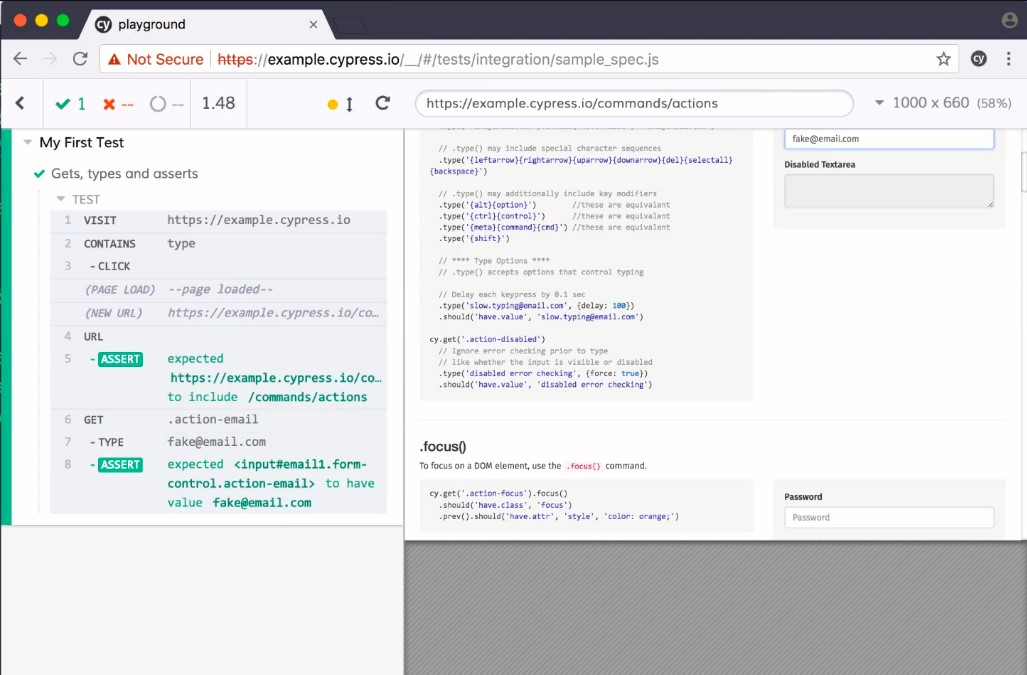 cy playground
Not Secure https://example.cypress.io/__/#/tests/integration/sample_spec.js cy
1 -- -- 1.48 https://example.cypress.io/commands/actions 1000 x 660 (58%)
My First Test
Gets, types and asserts
TEST
1 VISIT https://example.cypress.io
2 CONTAINS type
3 - CLICK
(PAGE LOAD) --page loaded--
(NEW URL) https://example.cypress.io/co…
4 URL
5 - ASSERT expected
https://example.cypress.io/co…
to include /commands/actions
6 GET .action-email
7 - TYPE fake@email.com
8 - ASSERT expected <input#email1.form-
control.action-email> to have
value fake@email.com
// .type() may include special character sequences
.type('{leftarrow}{rightarrow}{uparrow}{downarrow}{del}{selectall}
{backspace}')
// .type() may additionally include key modifiers
.type('{alt}{option}') //these are equivalent
.type('{ctrl}{control}') //these are equivalent
.type('{meta}{command}{cmd}') //these are equivalent
.type('{shift}')
// **** Type Options ****
// .type() accepts options that control typing
// Delay each keypress by 0.1 sec
.type('slow.typing@email.com', {delay: 100})
.should('have.value', 'slow.typing@email.com')
cy.get('.action-disabled')
// Ignore error checking prior to type
// like whether the input is visible or disabled
.type('disabled error checking', {force: true})
.should('have.value', 'disabled error checking')
fake@email.com
Disabled Textarea
.focus()
To focus on a DOM element, use the .focus() command.
cy.get('.action-focus').focus()
.should('have.class', 'focus')
.prev().should('have.attr', 'style', 'color: orange;')
Password
Password